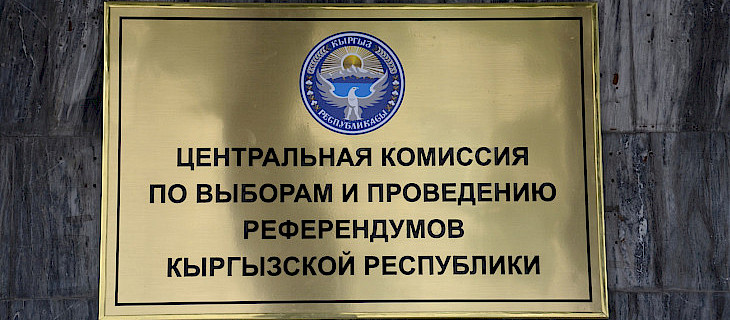 КЫРГЫЗ
РЕСПУБЛИКАСЫ
ЦЕНТРАЛЬНАЯ КОМИССИЯ
ПО ВЫБОРАМ И ПРОВЕДЕНИЮ
РЕФЕРЕНДУМОВ
КЫРГЫЗСКОЙ РЕСПУБЛИКИ